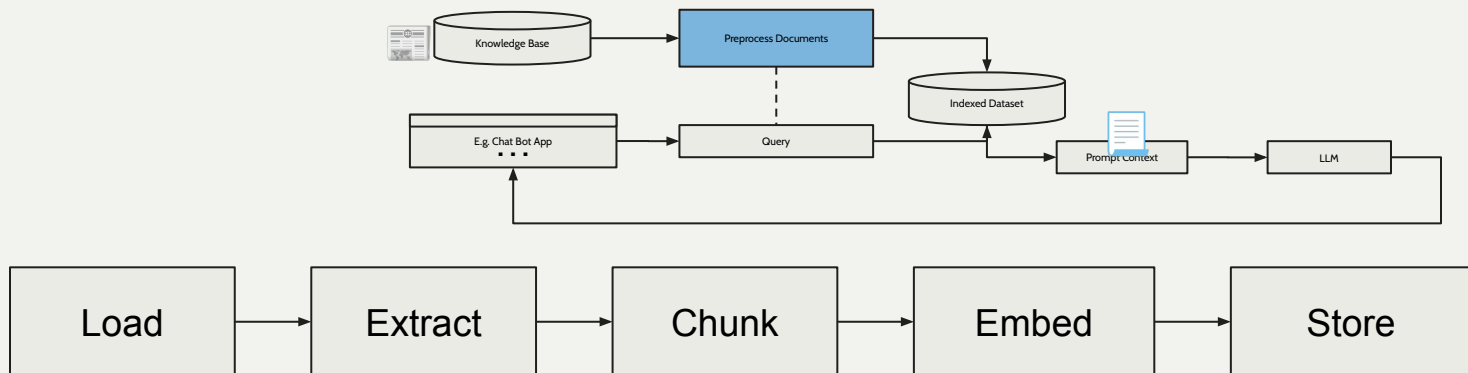 Knowledge Base
Preprocess Documents
Indexed Dataset
E.g. Chat Bot App
Query
Prompt Context
LLM
Load
Extract
Chunk
Embed
Store